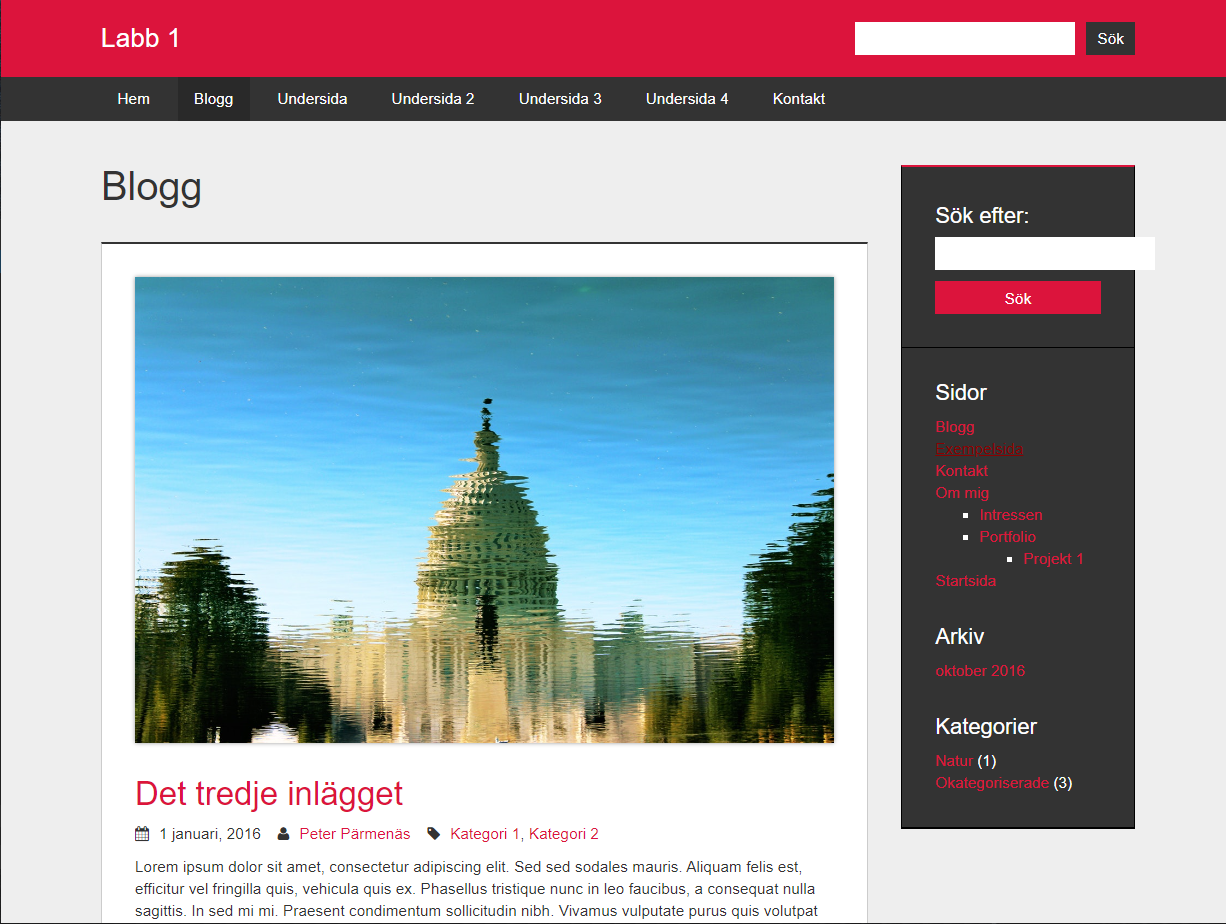 Labb 1
Sök
Hem Blogg Undersida Undersida 2 Undersida 3 Undersida 4 Kontakt
Blogg
Det tredje inlägget
1 januari, 2016 Peter Pärmenäs Kategori 1, Kategori 2
Lorem ipsum dolor sit amet, consectetur adipiscing elit. Sed sed sodales mauris. Aliquam felis est,
efficitur vel fringilla quis, vehicula quis ex. Phasellus tristique nunc in leo faucibus, a consequat nulla
sagittis. In sed mi mi. Praesent condimentum sollicitudin nibh. Vivamus vulputate purus quis volutpat
Sök efter:
Sök
Sidor
Blogg
Exempelsida
Kontakt
Om mig
Intressen
Portfolio
Projekt 1
Startsida
Arkiv
oktober 2016
Kategorier
Natur (1)
Okategoriserade (3)